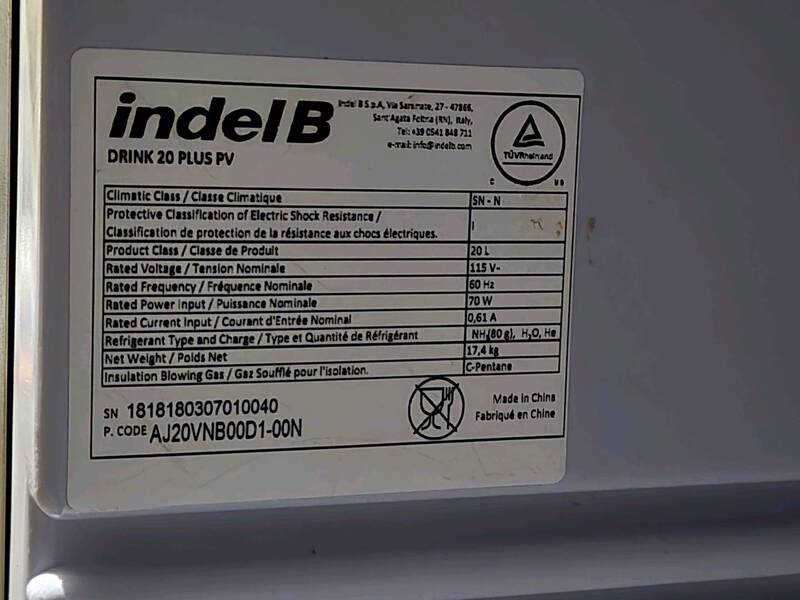 indel B
Indel B S.p.A, Via Sarsinate, 27 - 47866,
Sant'Agata Feltria (RN), Italy,
Tel: +39 0541 848 711
e-mail: info@indelb.com
TÜVRheinland
C US
DRINK 20 PLUS PV
Climatic Class / Classe Climatique SN - N
Protective Classification of Electric Shock Resistance /
Classification de protection de la résistance aux chocs électriques. I
Product Class / Classe de Produit 20 L
Rated Voltage / Tension Nominale 115 V~
Rated Frequency / Fréquence Nominale 60 Hz
Rated Power Input / Puissance Nominale 70 W
Rated Current Input / Courant d'Entrée Nominal 0,61 A
Refrigerant Type and Charge / Type et Quantité de Réfrigérant NH₃(80 g), H₂O, He
Net Weight / Poids Net 17,4 kg
Insulation Blowing Gas / Gaz Soufflé pour l'isolation. C-Pentane
SN 1818180307010040
P. CODE AJ20VNB00D1-00N
Made in China
Fabriqué en Chine